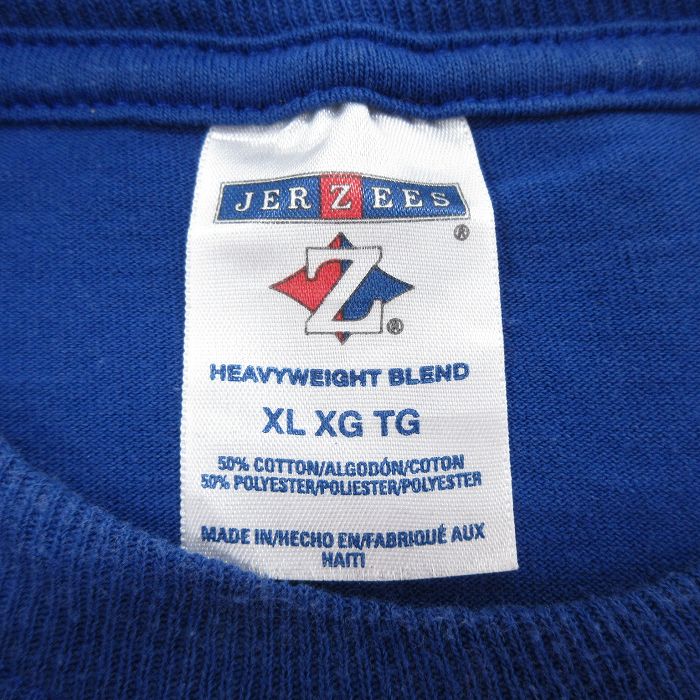 JERZEES
®
Z
®
HEAVYWEIGHT BLEND
XL XG TG
50% COTTON/ALGODÓN/COTON
50% POLYESTER/POLIESTER/POLYESTER
MADE IN/HECHO EN/FABRIQUÉ AUX
HAITI